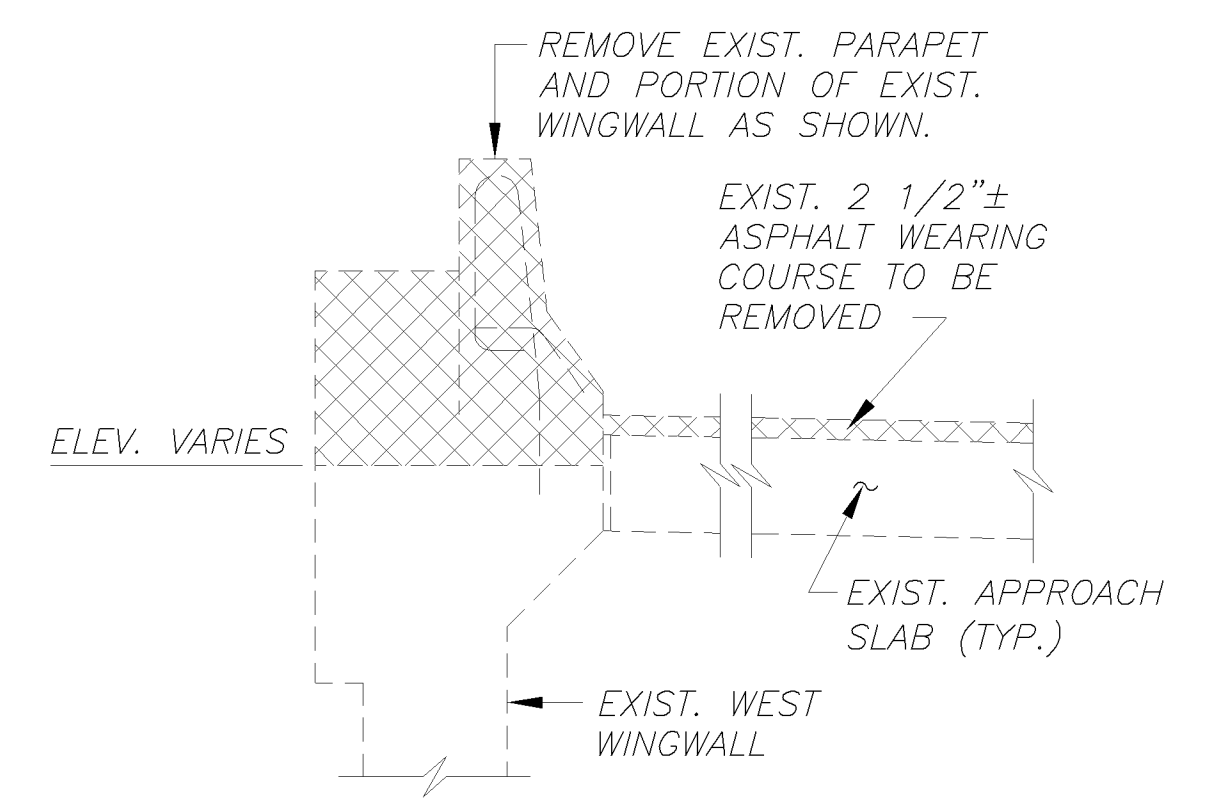 REMOVE EXIST. PARAPET
AND PORTION OF EXIST.
WINGWALL AS SHOWN.
EXIST. 2 1/2"±
ASPHALT WEARING
COURSE TO BE
REMOVED
ELEV. VARIES
EXIST. APPROACH
SLAB (TYP.)
EXIST. WEST
WINGWALL